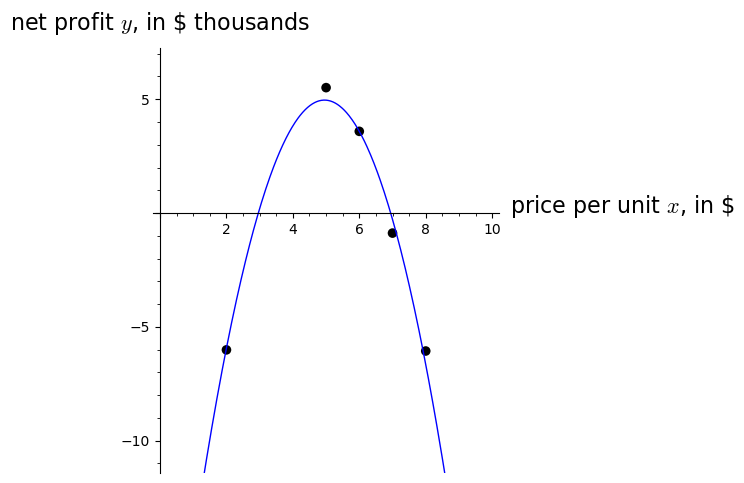 net profit y, in $ thousands
5
price per unit x, in $
2 4 6 8 10
−5
−10